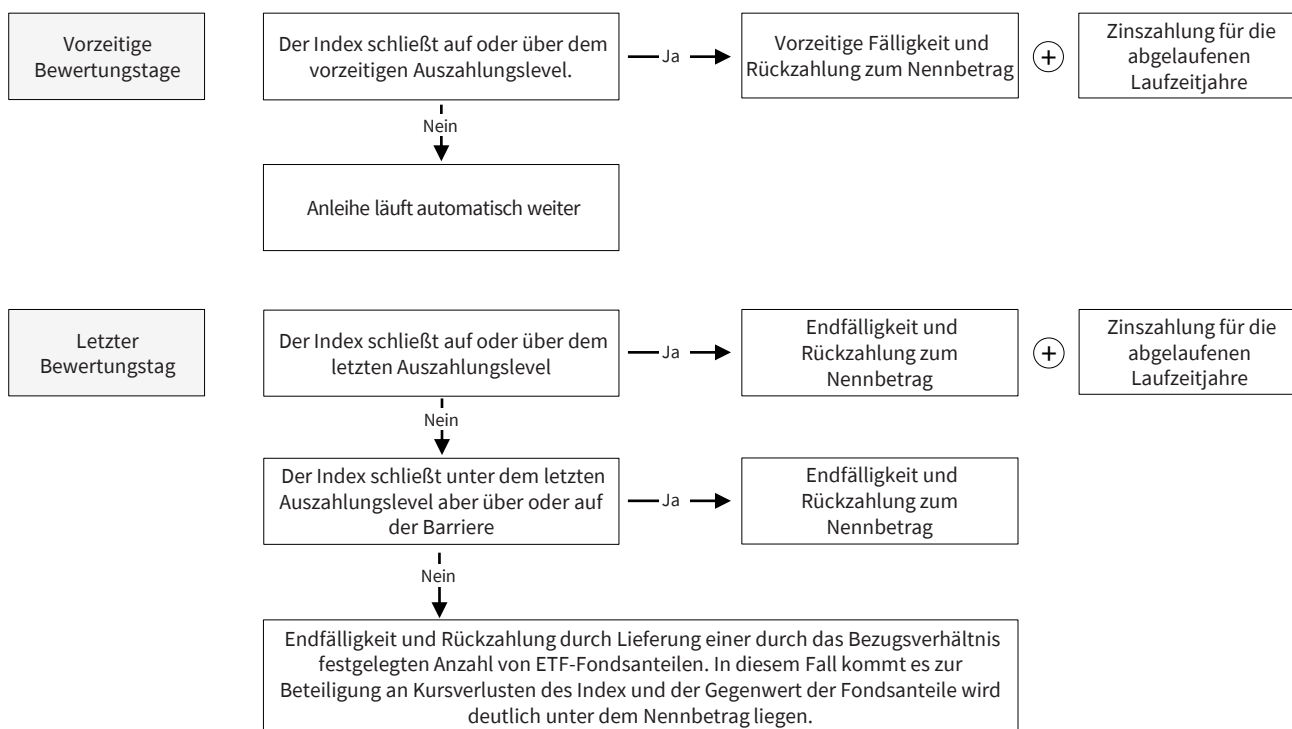 Vorzeitige
Bewertungstage
Der Index schließt auf oder über dem
vorzeitigen Auszahlungslevel.
Ja
Vorzeitige Fälligkeit und
Rückzahlung zum Nennbetrag
+
Zinszahlung für die
abgelaufenen
Laufzeitjahre
Nein
Anleihe läuft automatisch weiter
Letzter
Bewertungstag
Der Index schließt auf oder über dem
letzten Auszahlungslevel
Ja
Endfälligkeit und
Rückzahlung zum
Nennbetrag
+
Zinszahlung für die
abgelaufenen
Laufzeitjahre
Nein
Der Index schließt unter dem letzten
Auszahlungslevel aber über oder auf
der Barriere
Ja
Endfälligkeit und
Rückzahlung zum
Nennbetrag
Nein
Endfälligkeit und Rückzahlung durch Lieferung einer durch das Bezugsverhältnis
festgelegten Anzahl von ETF-Fondsanteilen. In diesem Fall kommt es zur
Beteiligung an Kursverlusten des Index und der Gegenwert der Fondsanteile wird
deutlich unter dem Nennbetrag liegen.